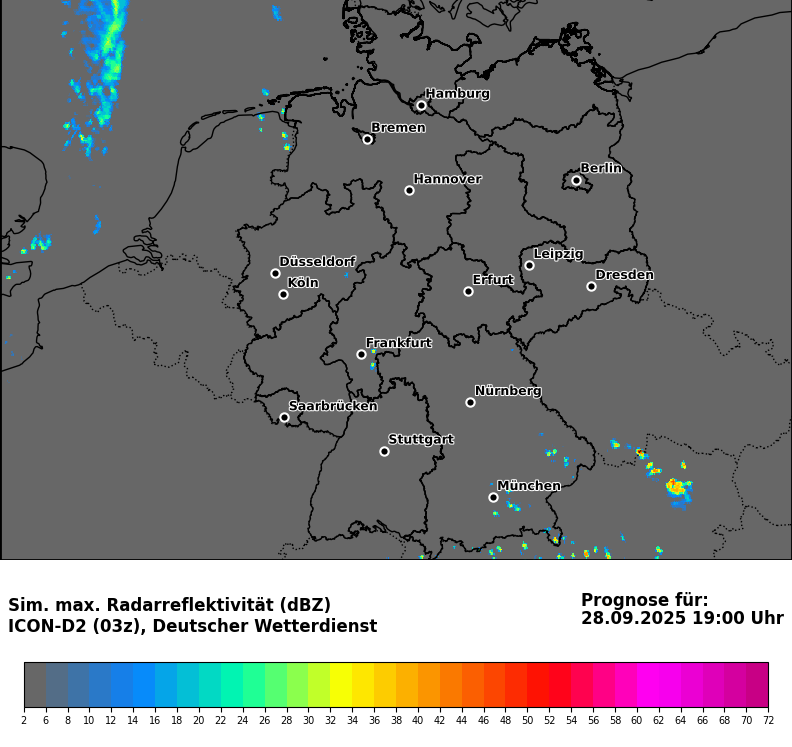 Hamburg
Bremen
Berlin
Hannover
Leipzig
Düsseldorf
Dresden
Köln
Erfurt
Frankfurt
Nürnberg
Saarbrücken
Stuttgart
München
Sim. max. Radarreflektivität (dBZ)
ICON-D2 (03z), Deutscher Wetterdienst
Prognose für:
28.09.2025 19:00 Uhr
2 6 8 10 12 14 16 18 20 22 24 26 28 30 32 34 36 38 40 42 44 46 48 50 52 54 56 58 60 62 64 66 68 70 72